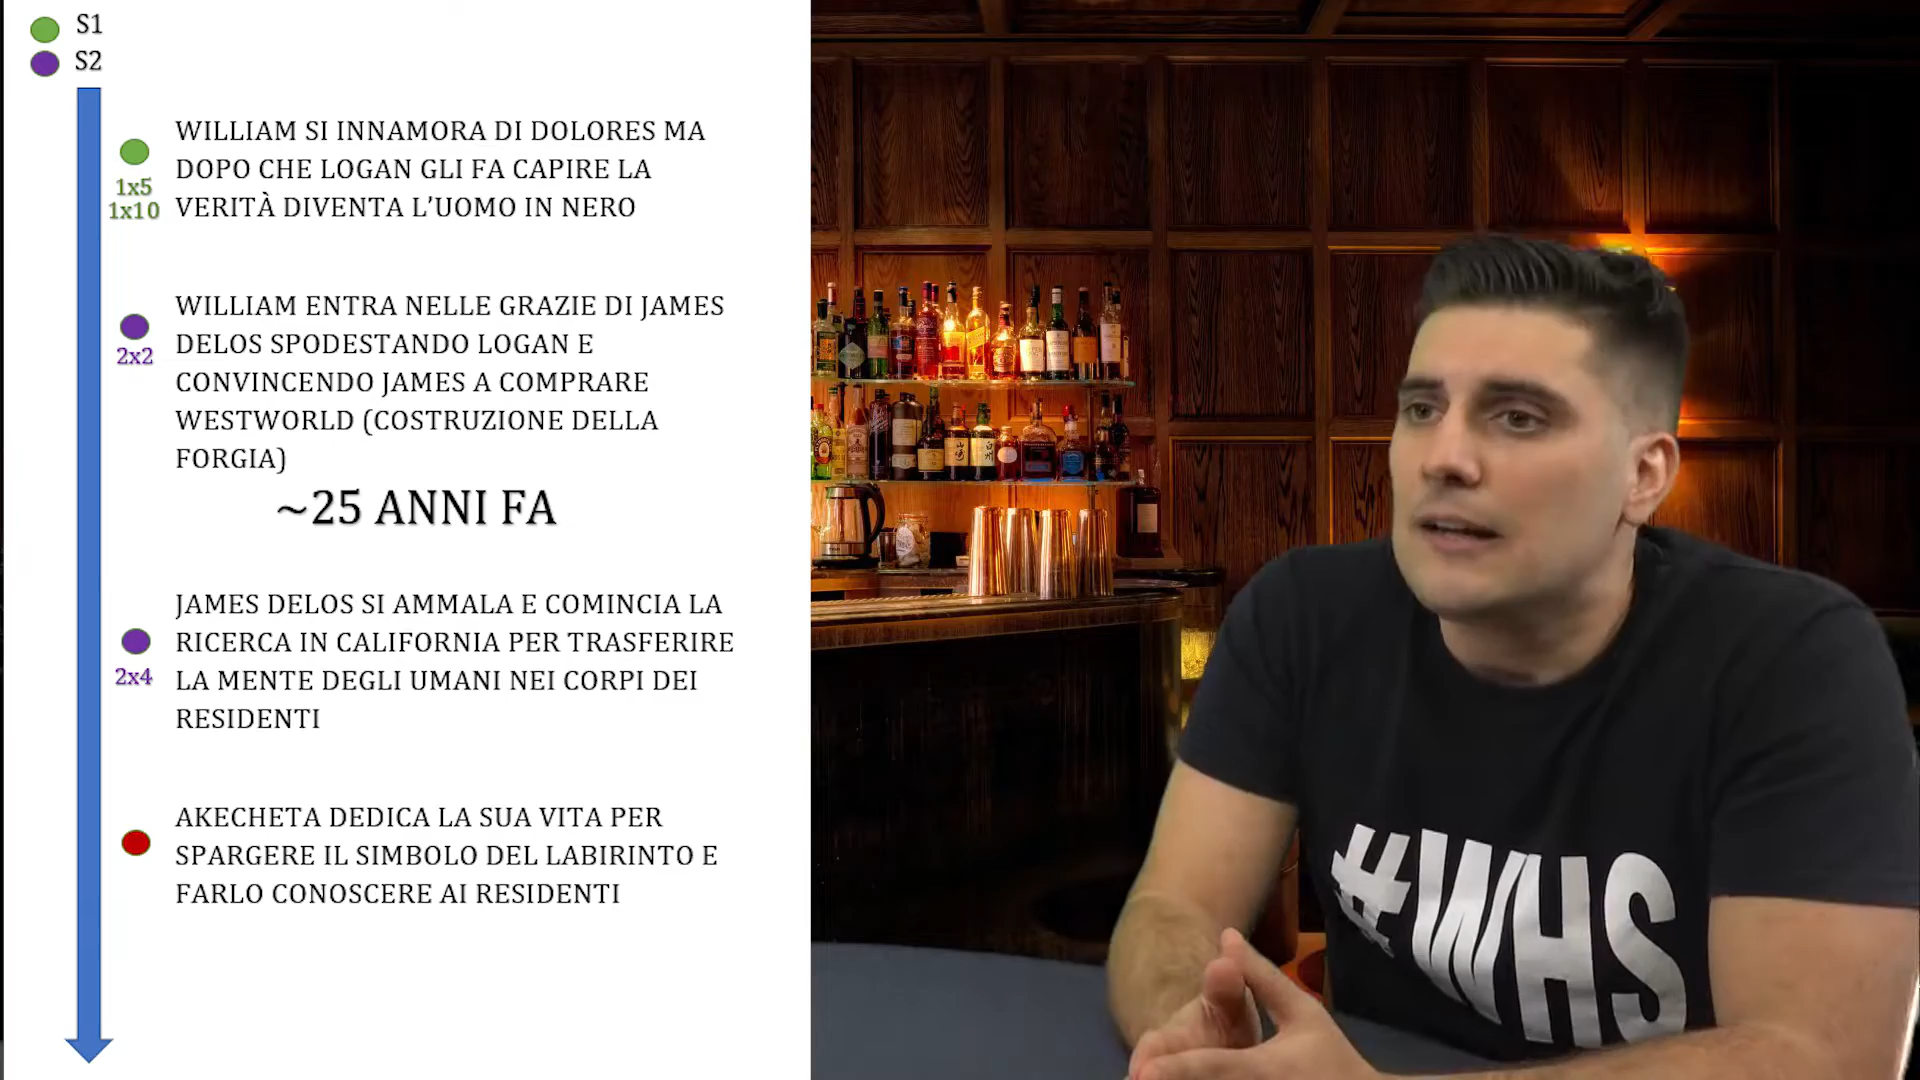 S1
S2
WILLIAM SI INNAMORA DI DOLORES MA
DOPO CHE LOGAN GLI FA CAPIRE LA
VERITÀ DIVENTA L’UOMO IN NERO
1x5
1x10
WILLIAM ENTRA NELLE GRAZIE DI JAMES
DELOS SPODESTANDO LOGAN E
CONVINCENDO JAMES A COMPRARE
WESTWORLD (COSTRUZIONE DELLA
FORGIA)
2x2
~25 ANNI FA
JAMES DELOS SI AMMALA E COMINCIA LA
RICERCA IN CALIFORNIA PER TRASFERIRE
LA MENTE DEGLI UMANI NEI CORPI DEI
RESIDENTI
2x4
AKECHETA DEDICA LA SUA VITA PER
SPARGERE IL SIMBOLO DEL LABIRINTO E
FARLO CONOSCERE AI RESIDENTI
#WHS